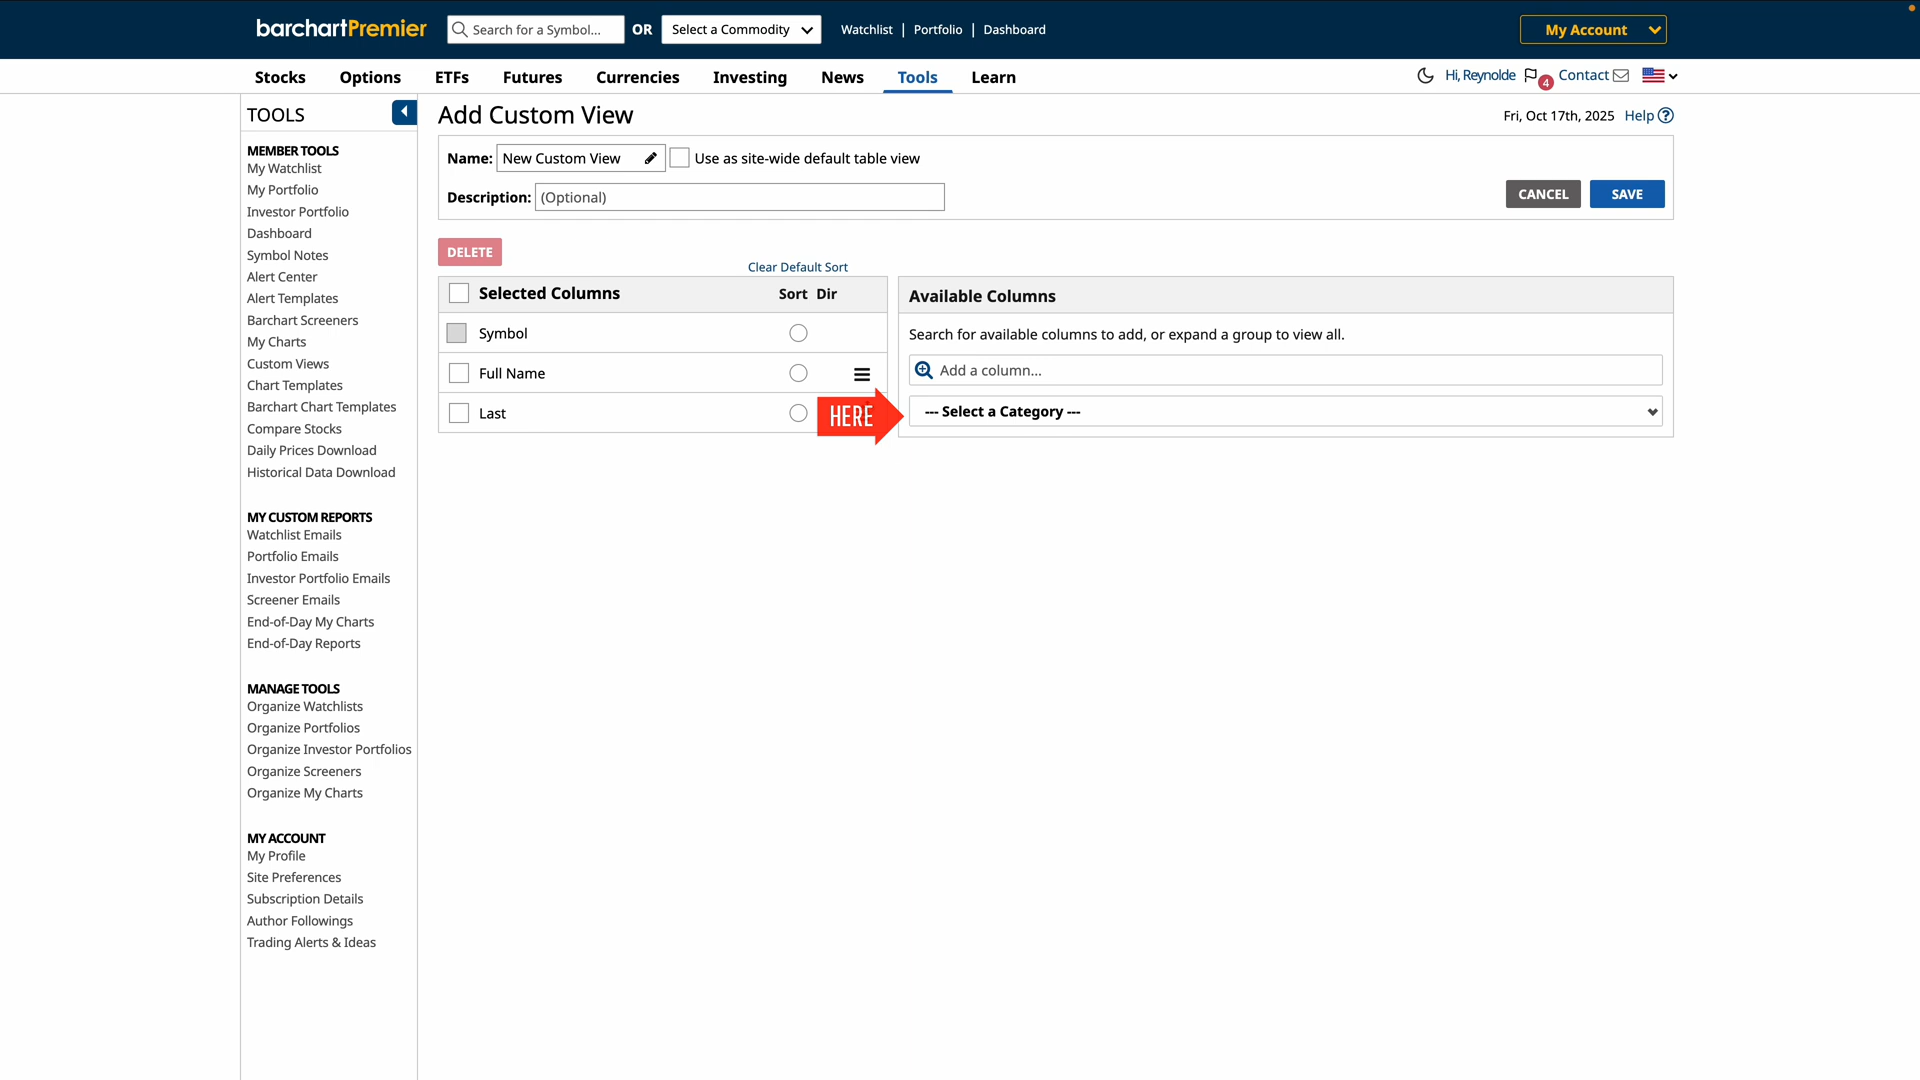 barchartPremier Search for a Symbol... OR Select a Commodity Watchlist | Portfolio | Dashboard My Account
Stocks Options ETFs Futures Currencies Investing News Tools Learn Hi, Reynolde 4 Contact
TOOLS
MEMBER TOOLS
My Watchlist
My Portfolio
Investor Portfolio
Dashboard
Symbol Notes
Alert Center
Alert Templates
Barchart Screeners
My Charts
Custom Views
Chart Templates
Barchart Chart Templates
Compare Stocks
Daily Prices Download
Historical Data Download
MY CUSTOM REPORTS
Watchlist Emails
Portfolio Emails
Investor Portfolio Emails
Screener Emails
End-of-Day My Charts
End-of-Day Reports
MANAGE TOOLS
Organize Watchlists
Organize Portfolios
Organize Investor Portfolios
Organize Screeners
Organize My Charts
MY ACCOUNT
My Profile
Site Preferences
Subscription Details
Author Followings
Trading Alerts & Ideas
Add Custom View
Fri, Oct 17th, 2025 Help ?
Name: New Custom View Use as site-wide default table view
Description: (Optional)
CANCEL SAVE
DELETE
Clear Default Sort
Selected Columns Sort Dir
Symbol
Full Name
Last
HERE
Available Columns
Search for available columns to add, or expand a group to view all.
Add a column...
--- Select a Category ---